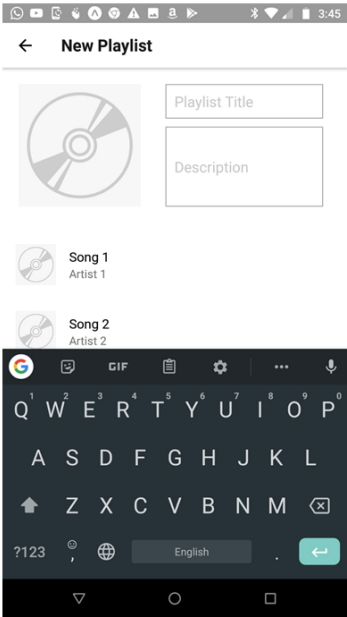 3:45
New Playlist
Playlist Title
Description
Song 1
Artist 1
Song 2
Artist 2
G GIF
1 2 3 4 5 6 7 8 9 0
Q W E R T Y U I O P
A S D F G H J K L
Z X C V B N M
?123 , English .